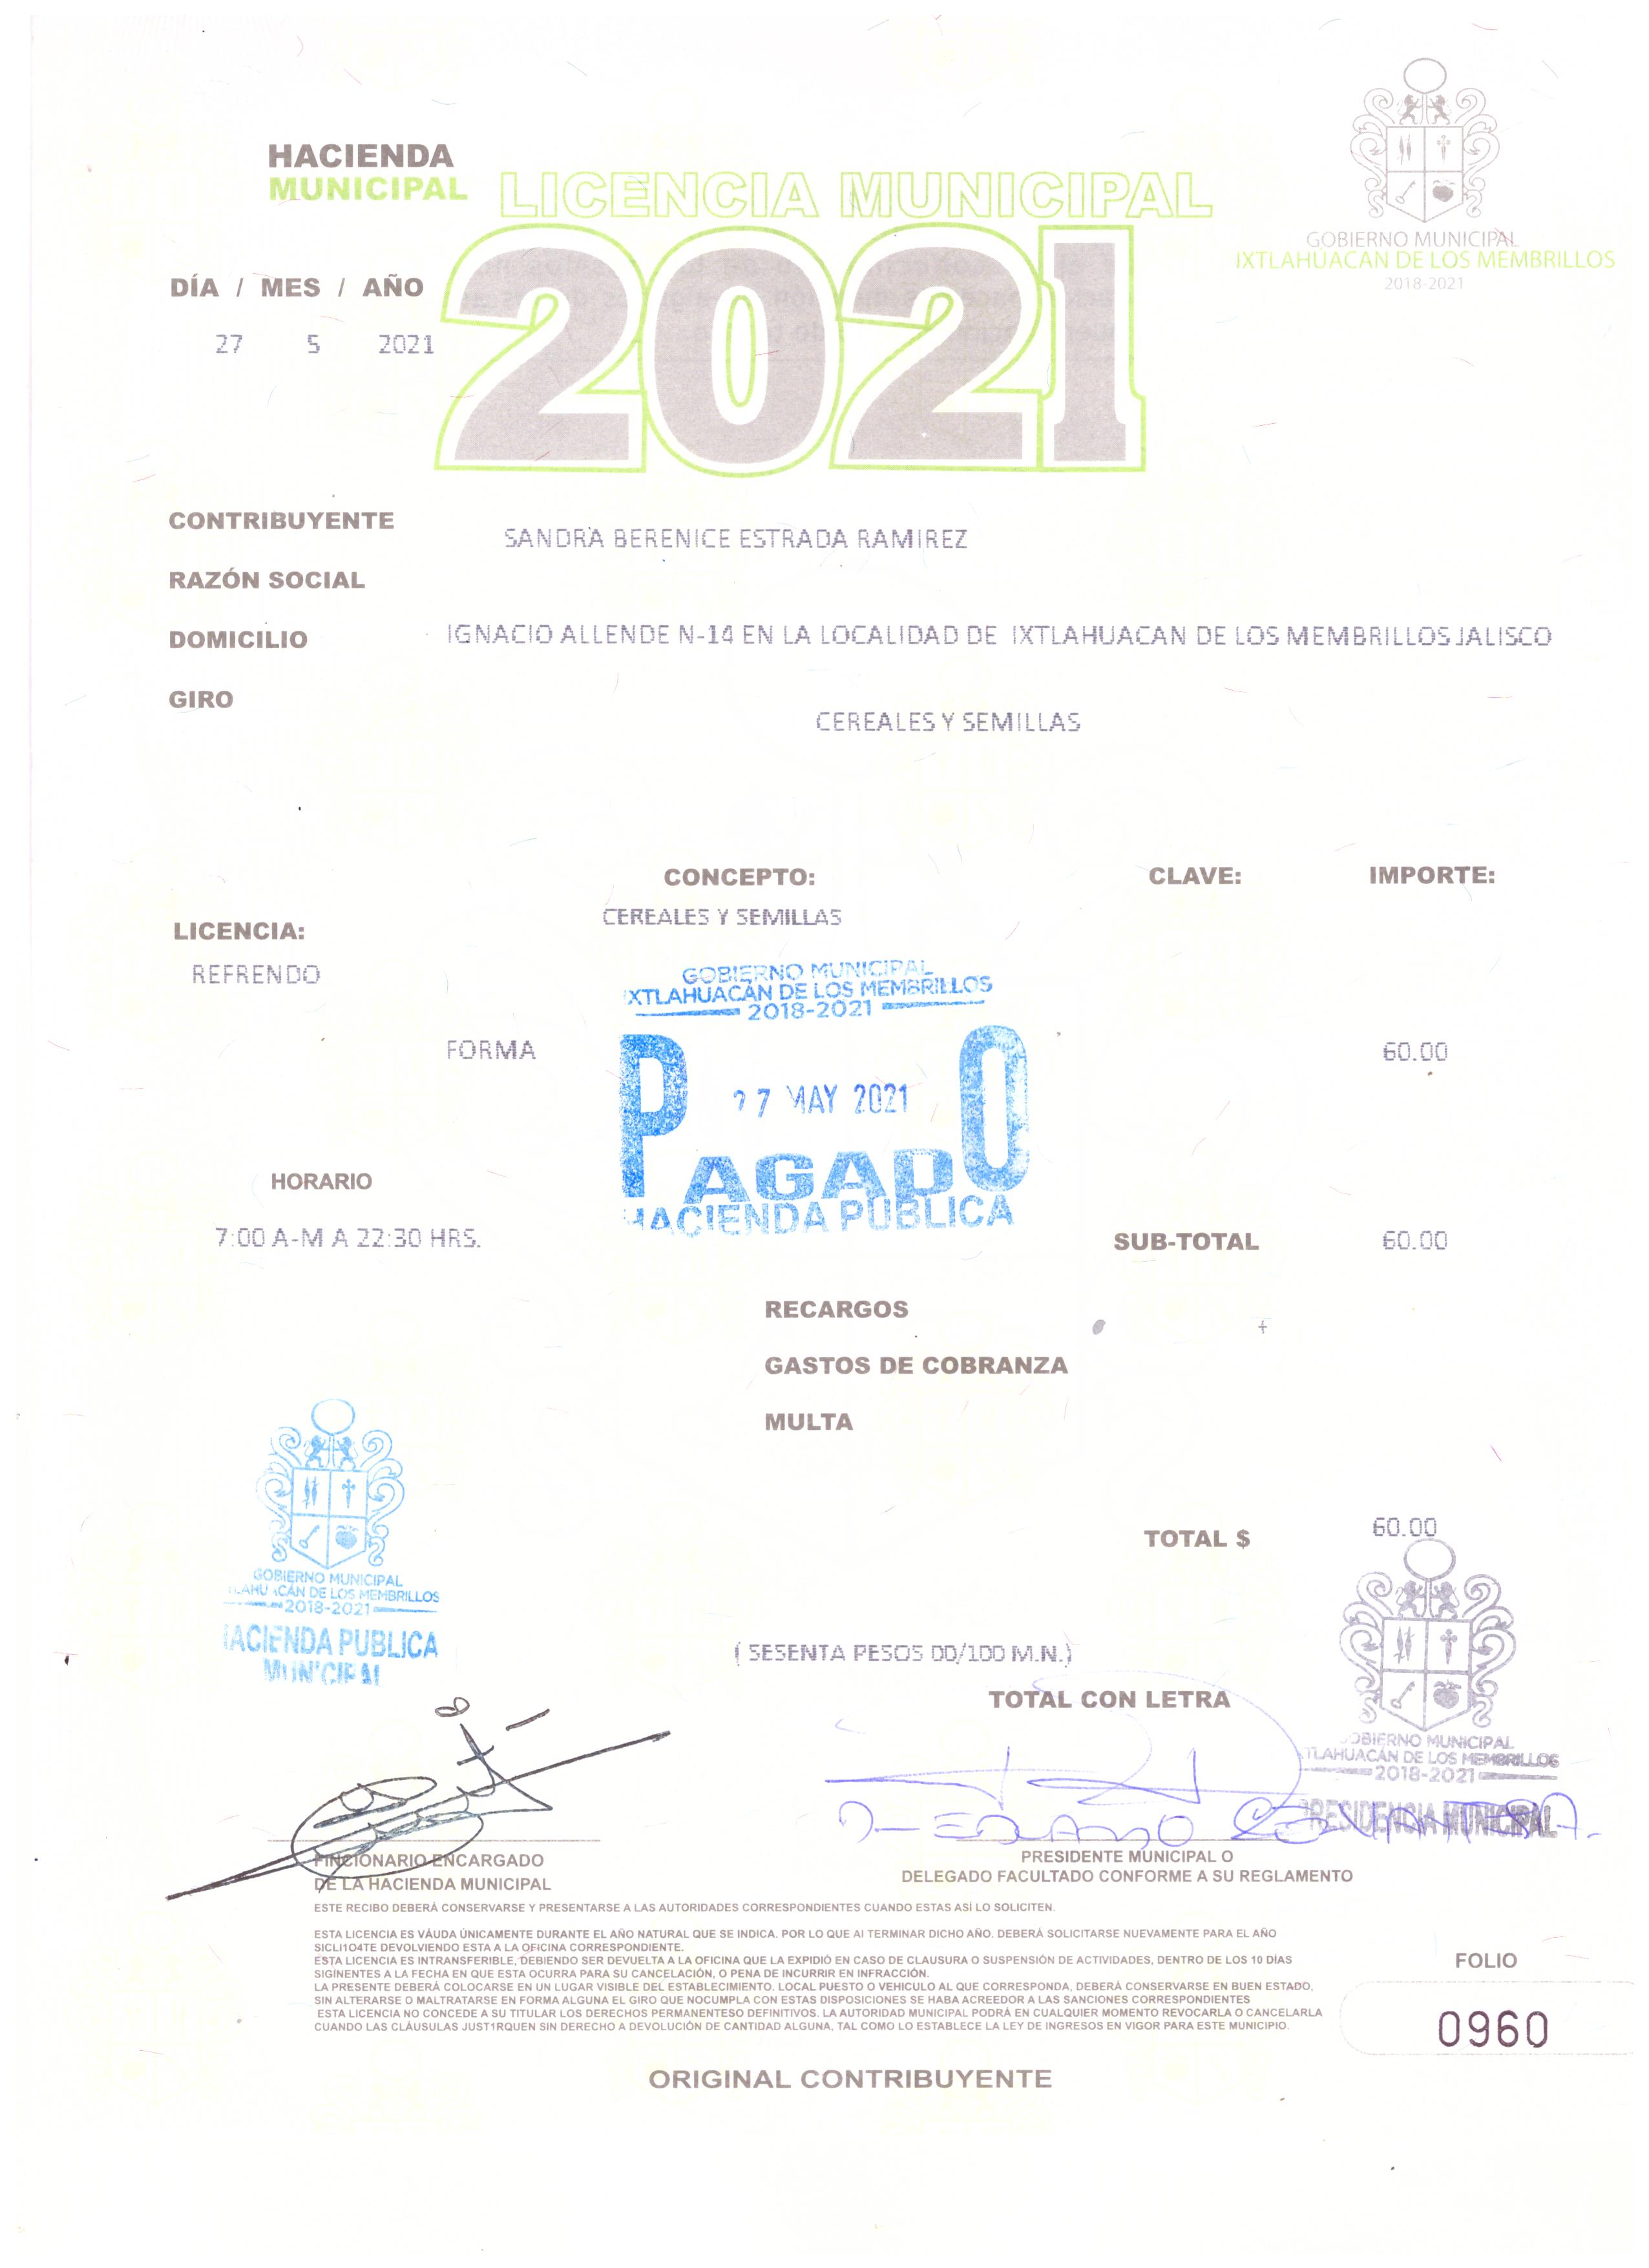 HACIENDA
MUNICIPAL
LICENCIA MUNICIPAL
2021
GOBIERNO MUNICIPAL
IXTLAHUACAN DE LOS MEMBRILLOS
2018-2021
DÍA / MES / AÑO
27 5 2021
CONTRIBUYENTE
SANDRA BERENICE ESTRADA RAMIREZ
RAZÓN SOCIAL
DOMICILIO
IGNACIO ALLENDE N-14 EN LA LOCALIDAD DE IXTLAHUACAN DE LOS MEMBRILLOS JALISCO
GIRO
CEREALES Y SEMILLAS
CONCEPTO: CLAVE: IMPORTE:
CEREALES Y SEMILLAS
LICENCIA:
REFRENDO
GOBIERNO MUNICIPAL
IXTLAHUACÁN DE LOS MEMBRILLOS
2018-2021
FORMA 60.00
27 MAY 2021
PAGADO
HACIENDA PUBLICA
HORARIO
7:00 A-M A 22:30 HRS.
SUB-TOTAL 60.00
RECARGOS
GASTOS DE COBRANZA
MULTA
TOTAL $ 60.00
GOBIERNO MUNICIPAL
TLAHUACÁN DE LOS MEMBRILLOS
2018-2021
HACIENDA PUBLICA
MUNICIPAL
( SESENTA PESOS 00/100 M.N.)
TOTAL CON LETRA
GOBIERNO MUNICIPAL
TLAHUACÁN DE LOS MEMBRILLOS
2018-2021
PRESIDENCIA MUNICIPAL
FINCIONARIO ENCARGADO
DE LA HACIENDA MUNICIPAL
PRESIDENTE MUNICIPAL O
DELEGADO FACULTADO CONFORME A SU REGLAMENTO
ESTE RECIBO DEBERÁ CONSERVARSE Y PRESENTARSE A LAS AUTORIDADES CORRESPONDIENTES CUANDO ESTAS ASÍ LO SOLICITEN.
ESTA LICENCIA ES VÁUDA ÚNICAMENTE DURANTE EL AÑO NATURAL QUE SE INDICA. POR LO QUE AI TERMINAR DICHO AÑO. DEBERÁ SOLICITARSE NUEVAMENTE PARA EL AÑO
SICLI1O4TE DEVOLVIENDO ESTA A LA OFICINA CORRESPONDIENTE.
ESTA LICENCIA ES INTRANSFERIBLE, DEBIENDO SER DEVUELTA A LA OFICINA QUE LA EXPIDIÓ EN CASO DE CLAUSURA O SUSPENSIÓN DE ACTIVIDADES, DENTRO DE LOS 10 DÍAS
SIGINENTES A LA FECHA EN QUE ESTA OCURRA PARA SU CANCELACIÓN, O PENA DE INCURRIR EN INFRACCIÓN.
LA PRESENTE DEBERÁ COLOCARSE EN UN LUGAR VISIBLE DEL ESTABLECIMIENTO. LOCAL PUESTO O VEHICULO AL QUE CORRESPONDA, DEBERÁ CONSERVARSE EN BUEN ESTADO,
SIN ALTERARSE O MALTRATARSE EN FORMA ALGUNA EL GIRO QUE NOCUMPLA CON ESTAS DISPOSICIONES SE HABA ACREEDOR A LAS SANCIONES CORRESPONDIENTES
ESTA LICENCIA NO CONCEDE A SU TITULAR LOS DERECHOS PERMANENTESO DEFINITIVOS. LA AUTORIDAD MUNICIPAL PODRÁ EN CUALQUIER MOMENTO REVOCARLA O CANCELARLA
CUANDO LAS CLÁUSULAS JUST1RQUEN SIN DERECHO A DEVOLUCIÓN DE CANTIDAD ALGUNA, TAL COMO LO ESTABLECE LA LEY DE INGRESOS EN VIGOR PARA ESTE MUNICIPIO.
FOLIO
0960
ORIGINAL CONTRIBUYENTE